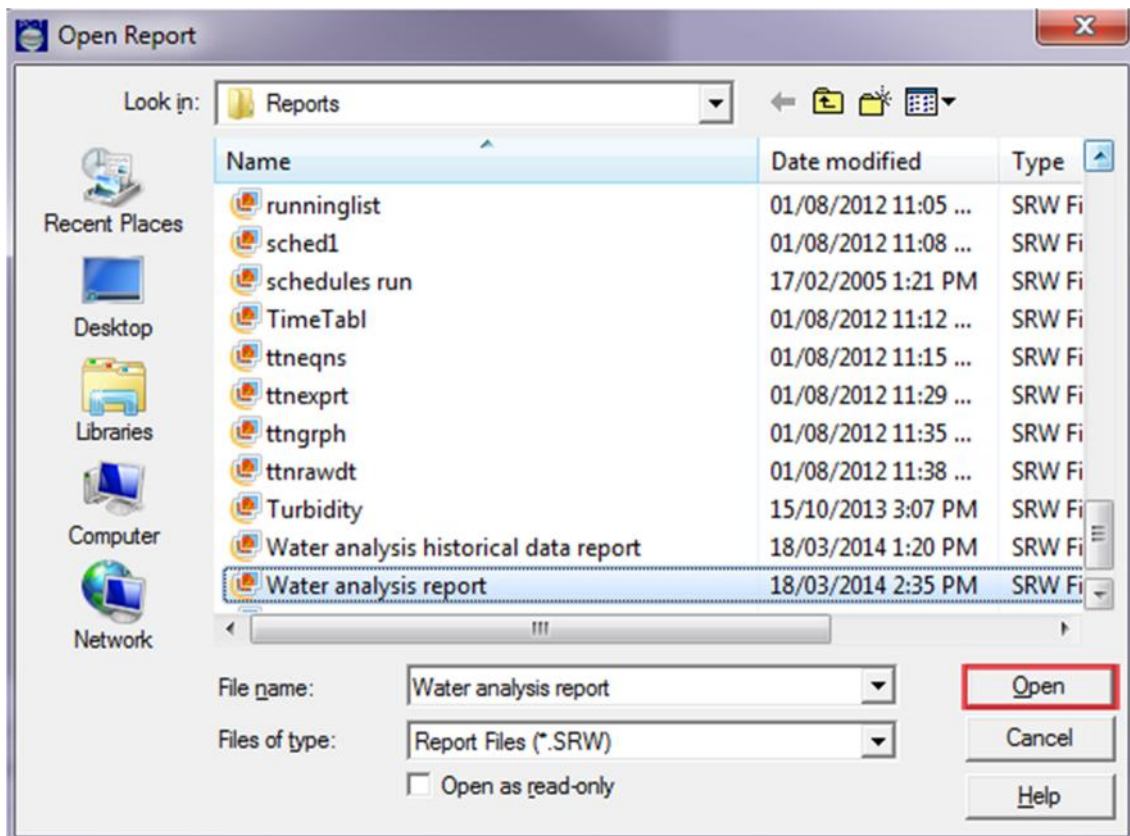 Open Report
Look in: Reports
Name Date modified Type
Recent Places
Desktop
Libraries
Computer
Network
runninglist 01/08/2012 11:05 ... SRW Fi
sched1 01/08/2012 11:08 ... SRW Fi
schedules run 17/02/2005 1:21 PM SRW Fi
TimeTabl 01/08/2012 11:12 ... SRW Fi
ttneqns 01/08/2012 11:15 ... SRW Fi
ttnexprt 01/08/2012 11:29 ... SRW Fi
ttngrph 01/08/2012 11:35 ... SRW Fi
ttnrawdt 01/08/2012 11:38 ... SRW Fi
Turbidity 15/10/2013 3:07 PM SRW Fi
Water analysis historical data report 18/03/2014 1:20 PM SRW Fi
Water analysis report 18/03/2014 2:35 PM SRW Fi
File name: Water analysis report Open
Files of type: Report Files (*.SRW) Cancel
Open as read-only Help